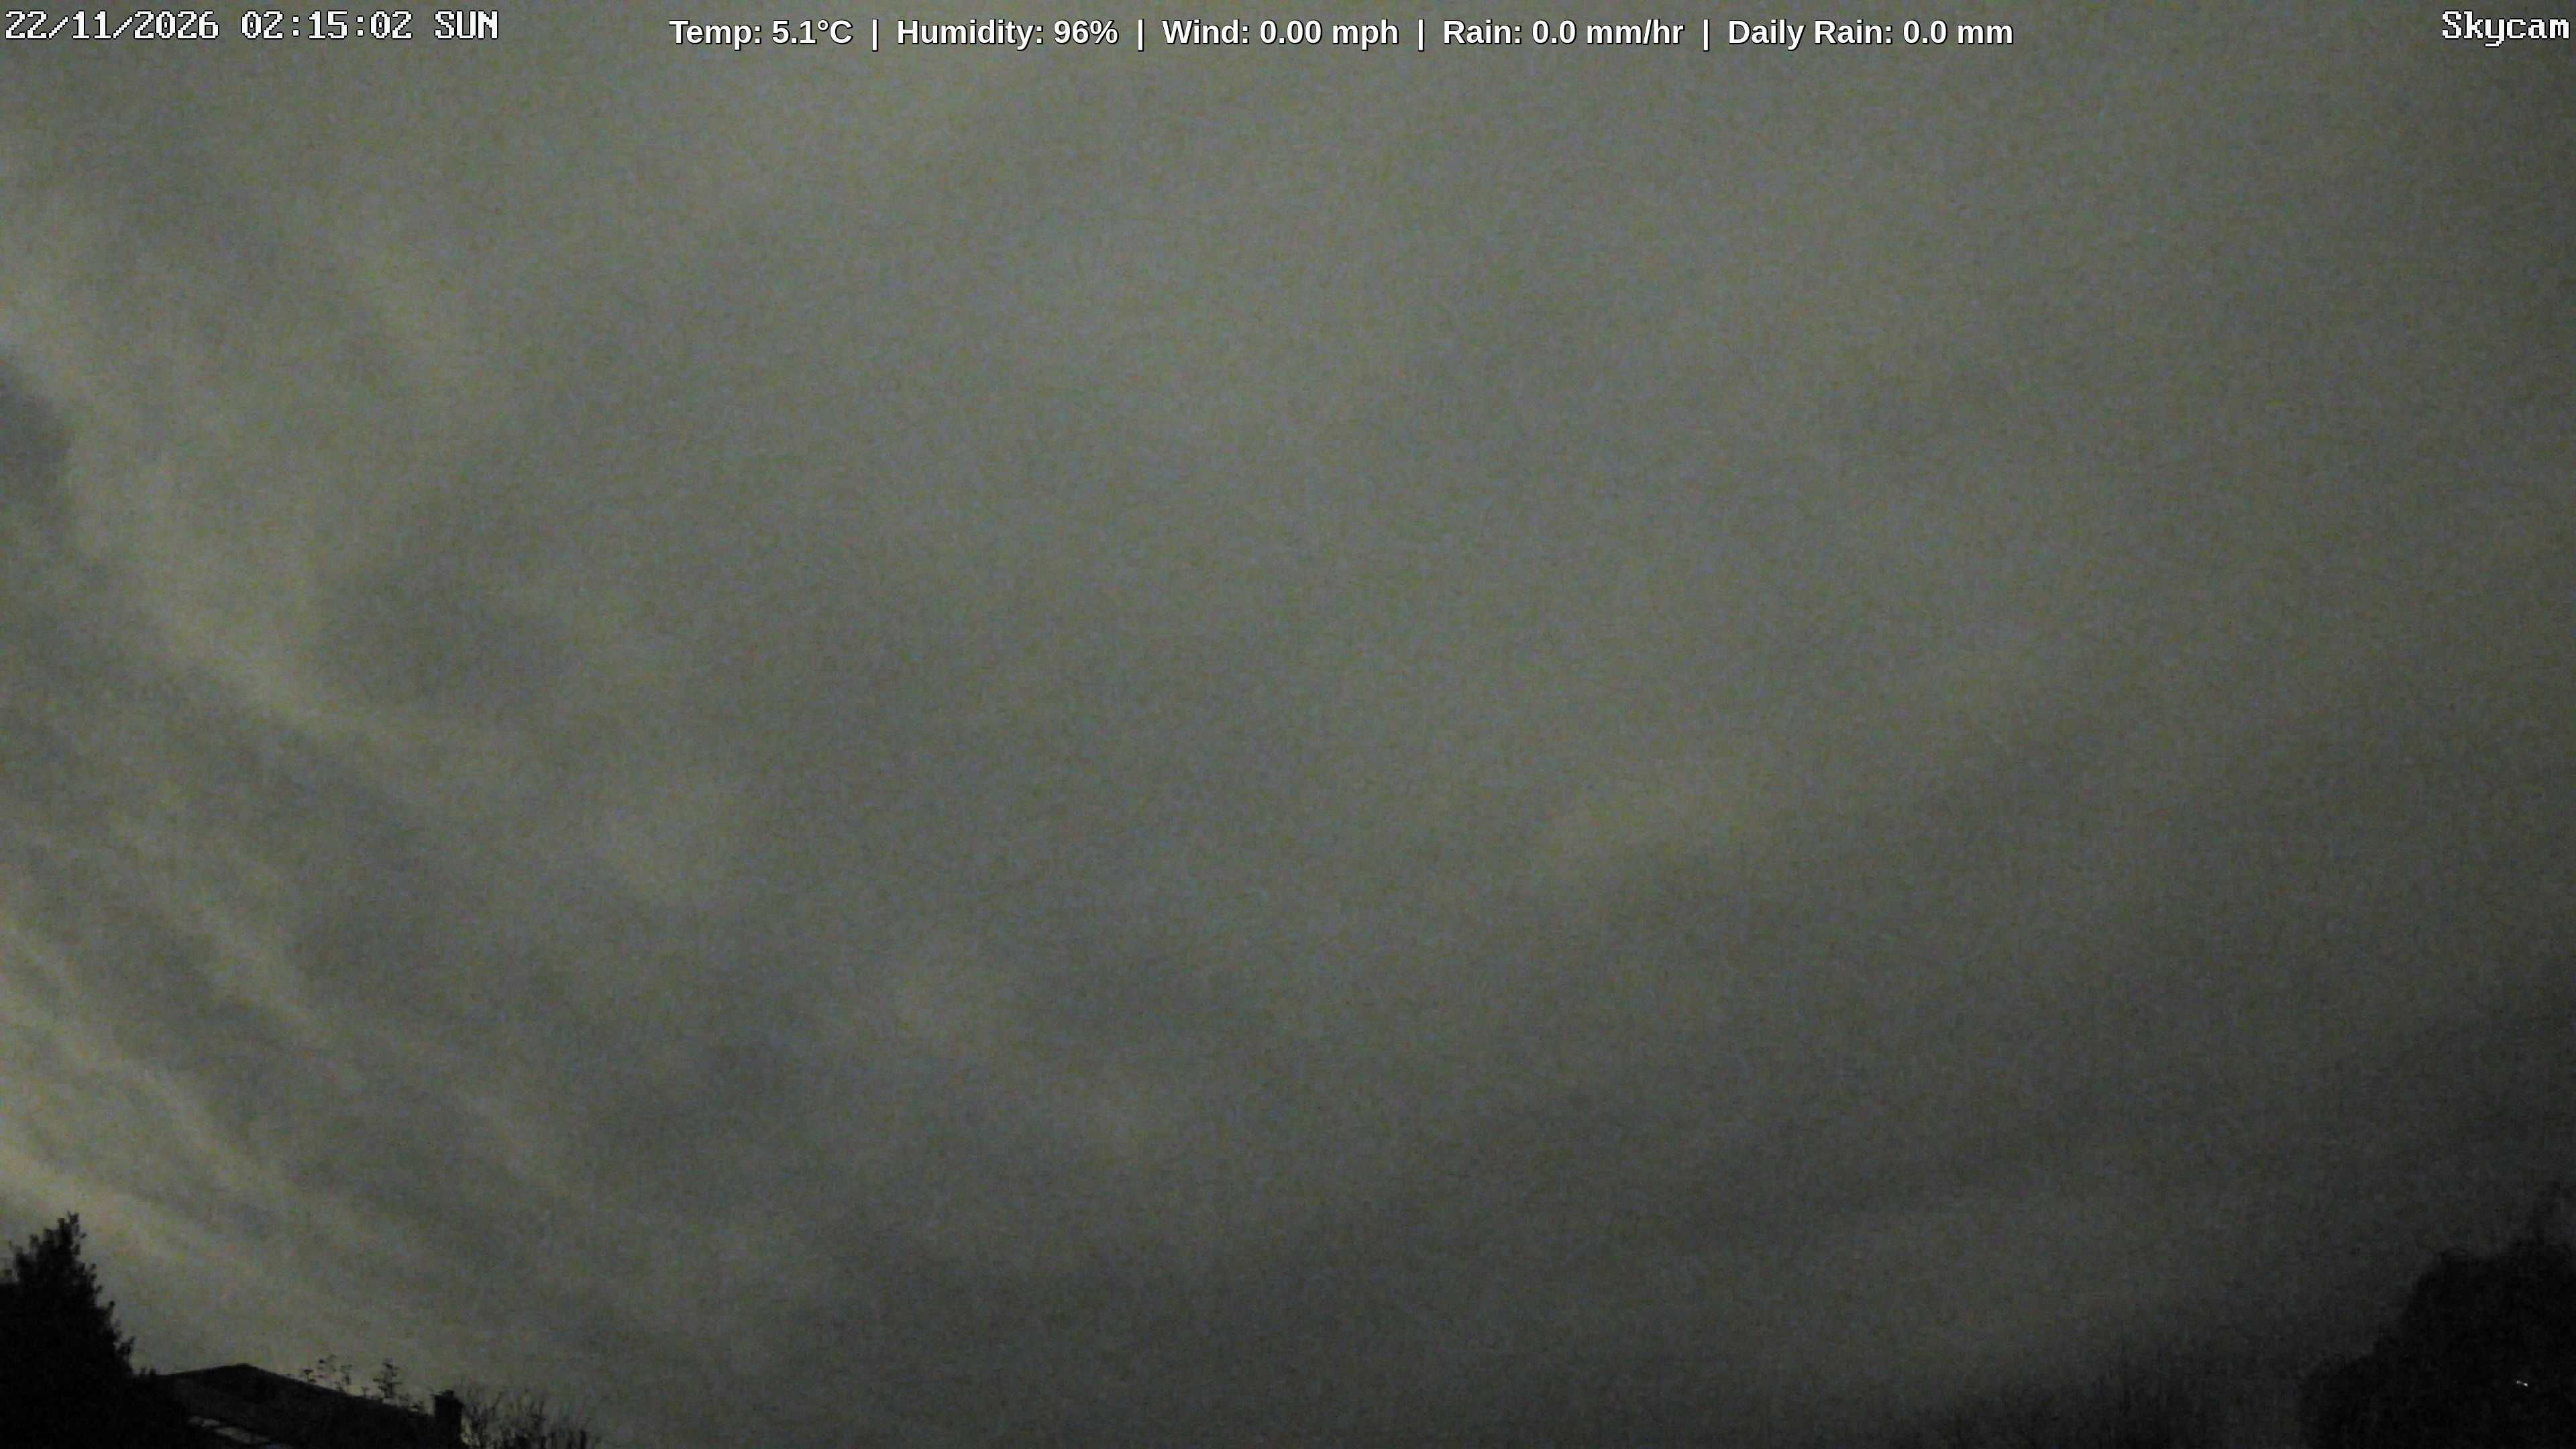 22/11/2026 02:15:02 SUN
Temp: 5.1°C | Humidity: 96% | Wind: 0.00 mph | Rain: 0.0 mm/hr | Daily Rain: 0.0 mm
Skycam